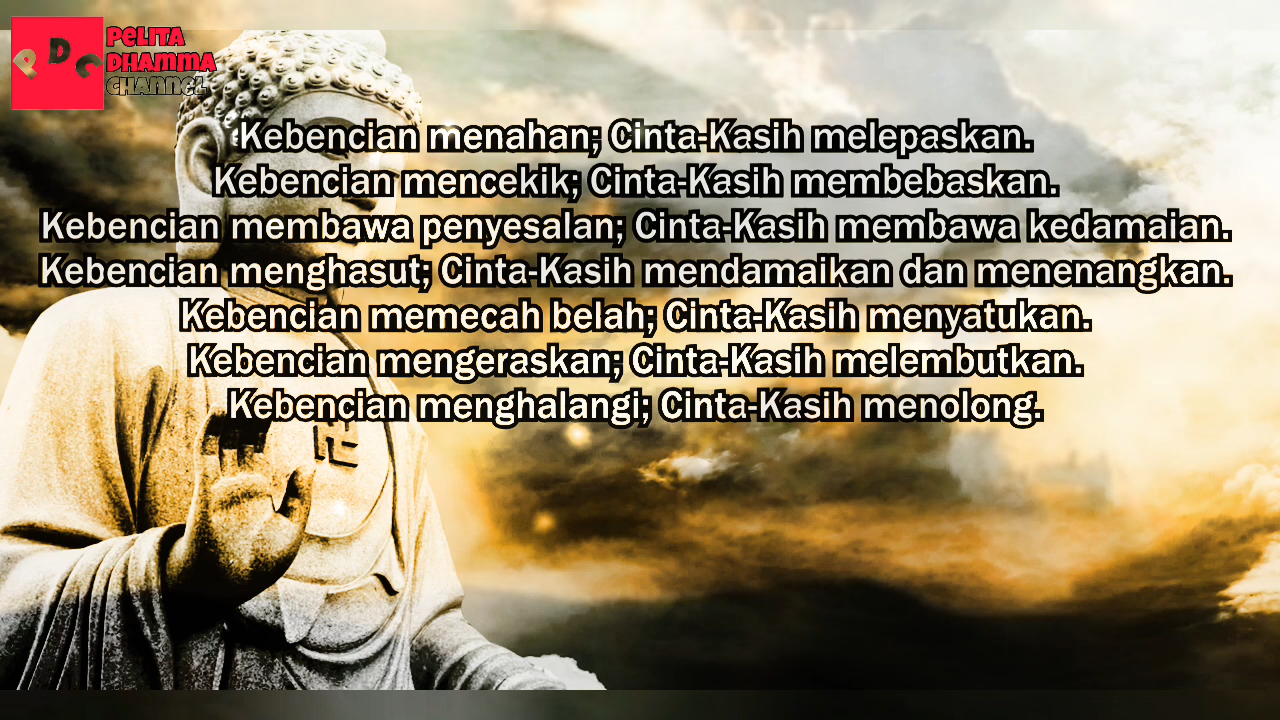 PDC
PELITA
DHAMMA
CHANNEL
Kebencian menahan; Cinta-Kasih melepaskan.
Kebencian mencekik; Cinta-Kasih membebaskan.
Kebencian membawa penyesalan; Cinta-Kasih membawa kedamaian.
Kebencian menghasut; Cinta-Kasih mendamaikan dan menenangkan.
Kebencian memecah belah; Cinta-Kasih menyatukan.
Kebencian mengeraskan; Cinta-Kasih melembutkan.
Kebencian menghalangi; Cinta-Kasih menolong.